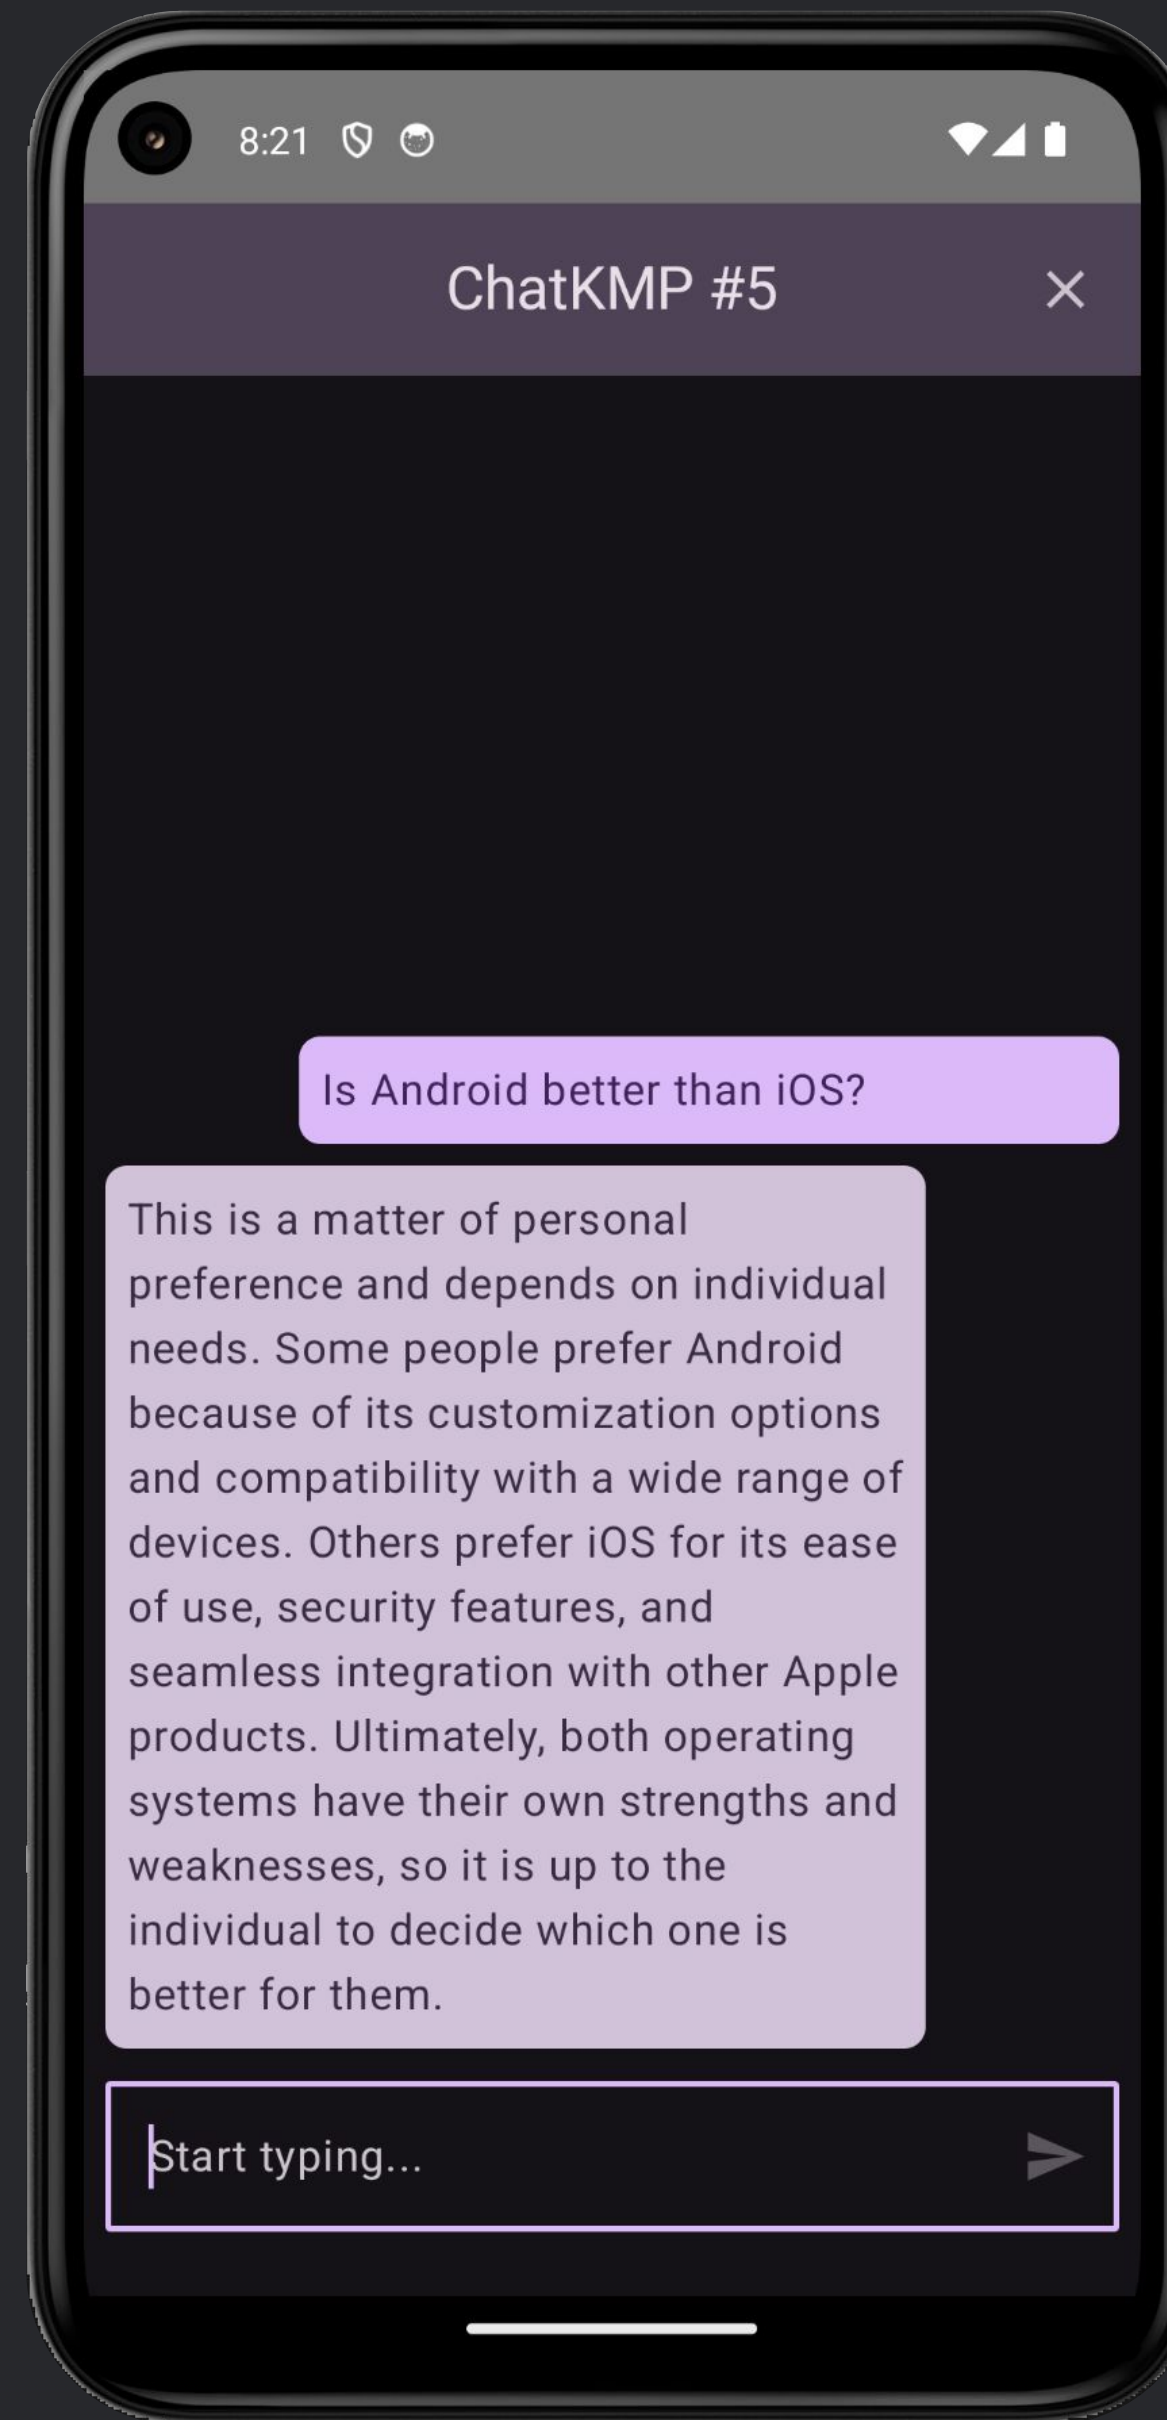 8:21
ChatKMP #5
Is Android better than iOS?
This is a matter of personal
preference and depends on individual
needs. Some people prefer Android
because of its customization options
and compatibility with a wide range of
devices. Others prefer iOS for its ease
of use, security features, and
seamless integration with other Apple
products. Ultimately, both operating
systems have their own strengths and
weaknesses, so it is up to the
individual to decide which one is
better for them.
Start typing...